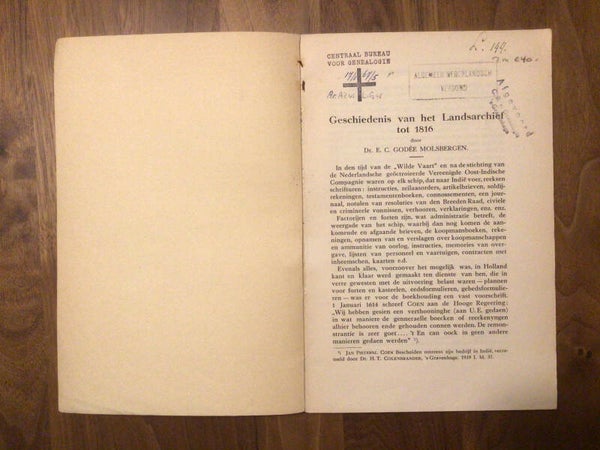 L. 149.
CENTRAAL BUREAU
VOOR GENEALOGIE
ALGEMEEN NEDERLANDSCH
VERBOND
Afgevoerd
Geschiedenis van het Landsarchief
tot 1816
door
Dr. E. C. GODÉE MOLSBERGEN.
In den tijd van de „Wilde Vaart” en na de stichting van
de Nederlandsche geöctroieerde Vereenigde Oost-Indische
Compagnie waren op elk schip, dat naar Indië voer, reeksen
schrifturen: instructies, zeilaasorders, artikelbrieven, soldij-
rekeningen, testamentenboeken, connossementen, een jour-
naal, notulen van resoluties van den Breeden Raad, civiele
en crimineele vonnissen, verhooren, verklaringen, enz. enz.
Factorijen en forten zijn, wat administratie betreft, de
weergade van het schip, waarbij dan nog komen de aan-
komende en afgaande brieven, de koopmansboeken, reke-
ningen, opnamen van en verslagen over koopmanschappen
en ammunitie van oorlog, instructies, memories van over-
gave, lijsten van personeel en vaartuigen, contracten met
inheemschen, kaarten e.d.
Evenals alles, voorzoover het mogelijk was, in Holland
kant en klaar werd gemaakt ten dienste van hen, die in
verre gewesten met de uitvoering belast waren — plannen
voor forten en kasteelen, eedsformulieren, gebedsformulie-
ren — was er voor de boekhouding een vast voorschrift.
1 Januari 1614 schreef COEN aan de Hooge Regeering:
„Wij hebben gesien een verthooninghe (aan U.E. gedaen)
in wat maniere de genneraelle boecken of reeckenyngen
alhier behooren ende gehouden connen werden. De remon-
strantie is zeer goet .... 't En can oock in geen andere
manieren gedaen werden” ¹).
¹) JAN PIETERSZ. COEN Bescheiden omtrent zijn bedrijf in Indië, verza-
meld door Dr. H. T. COLENBRANDER, 's Gravenhage. 1919 I. bl. 37.